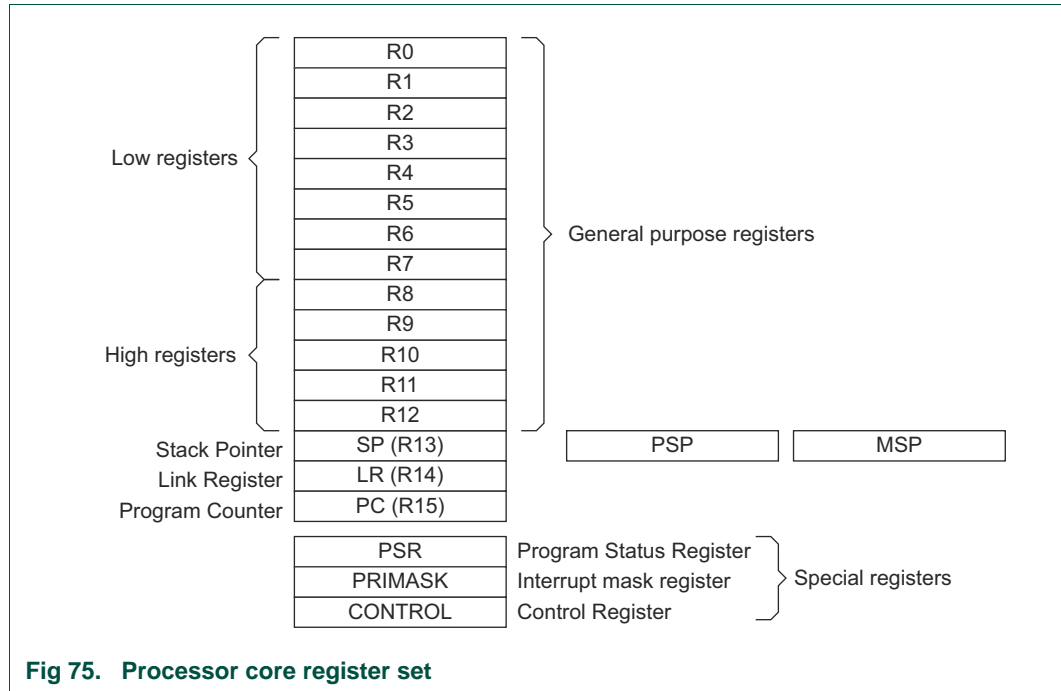 R0
R1
R2
R3
Low registers
R4
R5
R6
General purpose registers
R7
R8
R9
High registers
R10
R11
R12
Stack Pointer SP (R13) PSP MSP
Link Register LR (R14)
Program Counter PC (R15)
PSR Program Status Register
PRIMASK Interrupt mask register Special registers
CONTROL Control Register
Fig 75. Processor core register set